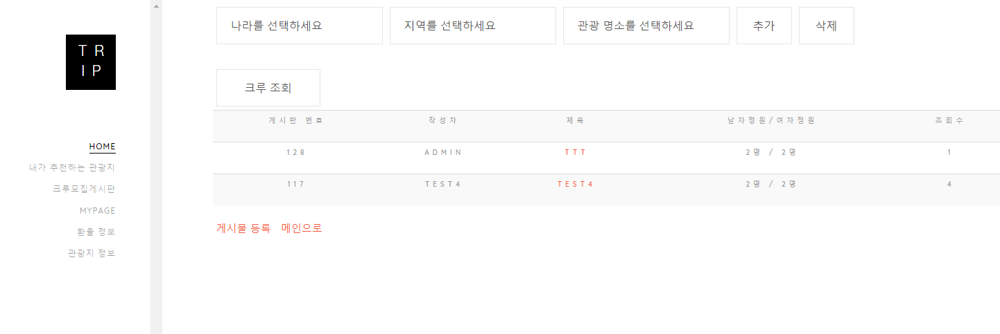 T R
I P
HOME
내가 추천하는 관광지
크루모집게시판
MYPAGE
환율 정보
관광지 정보
나라를 선택하세요 지역를 선택하세요 관광 명소를 선택하세요 추가 삭제
크루 조회
게시판 번호 작성자 제목 남자정원/여자정원 조회수
128 ADMIN TTT 2명 / 2명 1
117 TEST4 TEST4 2명 / 2명 4
게시물 등록 메인으로